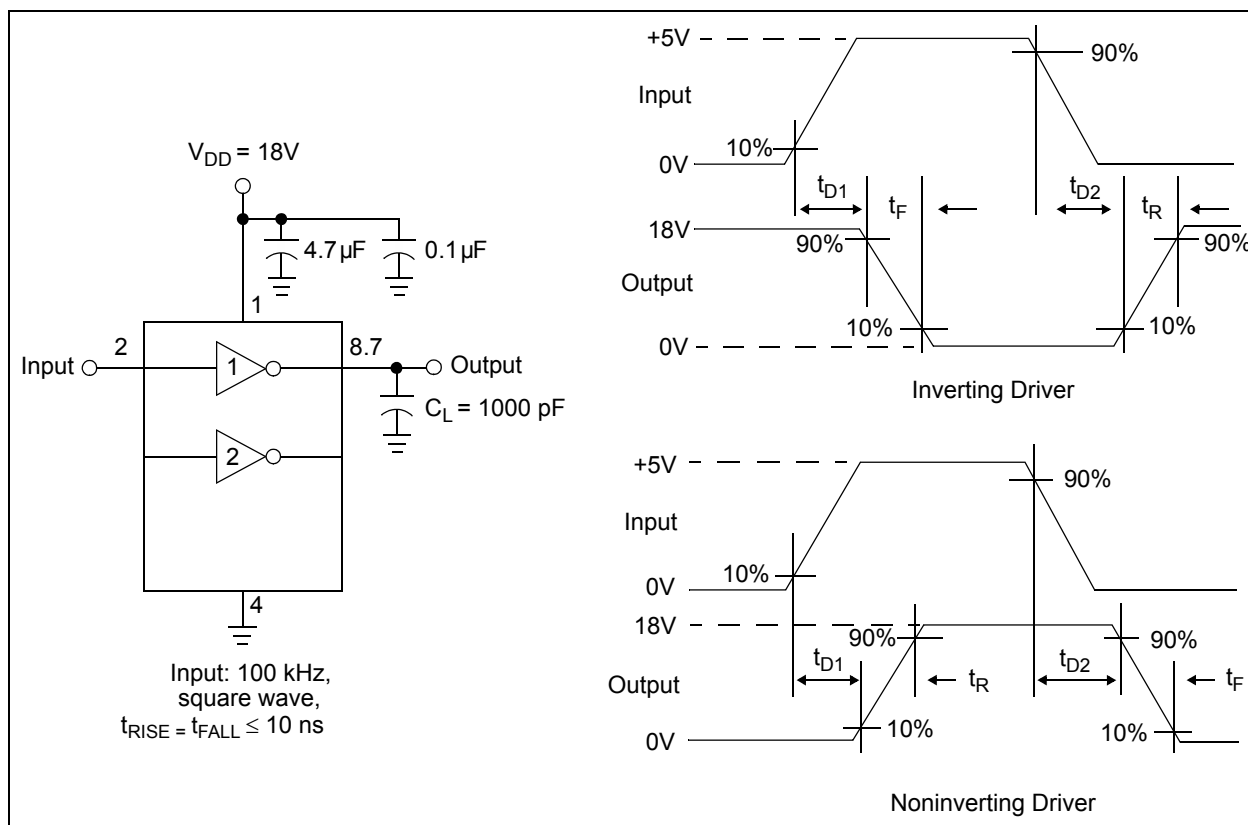 V_DD = 18V
4.7 µF
0.1 µF
1
Input
2
1
8.7
Output
C_L = 1000 pF
2
4
Input: 100 kHz,
square wave,
t_RISE = t_FALL ≤ 10 ns
+5V
90%
Input
10%
0V
t_D1
t_F
t_D2
t_R
18V
90%
90%
Output
10%
10%
0V
Inverting Driver
+5V
90%
Input
10%
0V
18V
90%
90%
t_D1
t_R
t_D2
t_F
Output
10%
10%
0V
Noninverting Driver